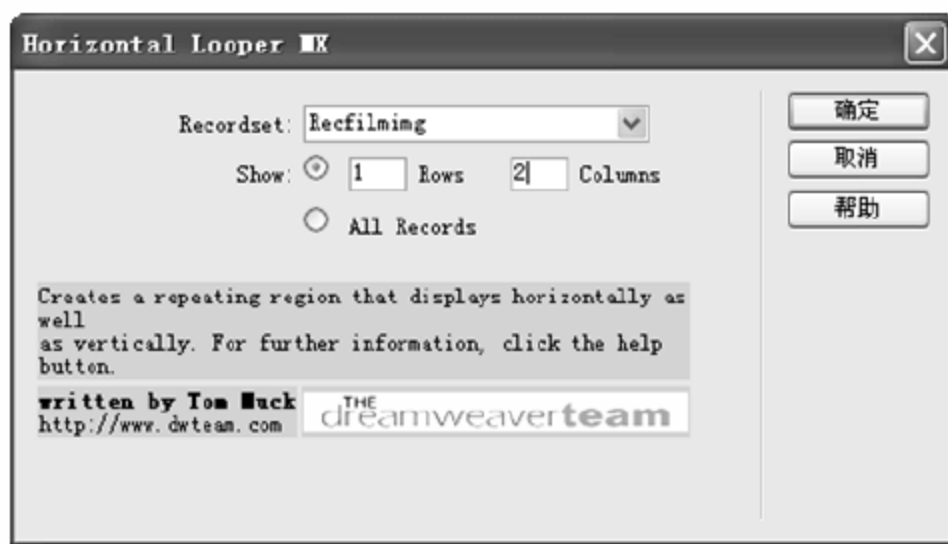 Horizontal Looper MX
Recordset: Recfilmimg
Show: 1 Rows 2 Columns
All Records
确定
取消
帮助
Creates a repeating region that displays horizontally as
well
as vertically. For further information, click the help
button.
written by Tom Muck
http://www.dwteam.com
THE
dreamweaverteam